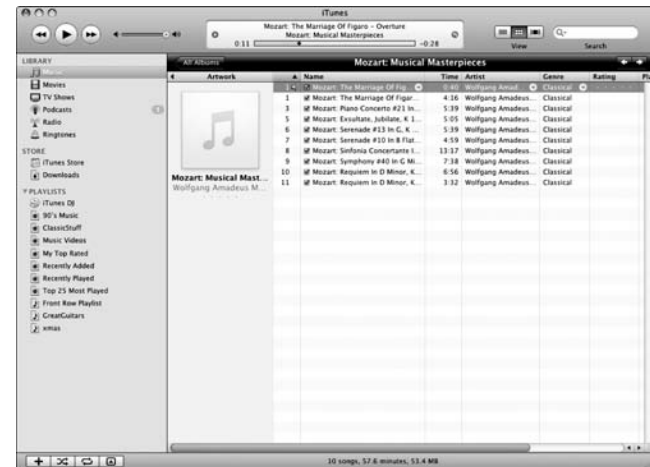 iTunes
Mozart: The Marriage Of Figaro – Overture
Mozart: Musical Masterpieces
0:11 -0:28
View Search
LIBRARY
Music
Movies
TV Shows
Podcasts
Radio
Ringtones
STORE
iTunes Store
Downloads
PLAYLISTS
iTunes DJ
90's Music
ClassicStuff
Music Videos
My Top Rated
Recently Added
Recently Played
Top 25 Most Played
Front Row Playlist
GreatGuitars
xmas
All Albums Mozart: Musical Masterpieces
Artwork Name Time Artist Genre Rating Pl
Mozart: Musical Mast...
Wolfgang Amadeus M...
1 Mozart: The Marriage Of Fig... 0:40 Wolfgang Amad... Classical
1 Mozart: The Marriage Of Figar... 4:16 Wolfgang Amadeus... Classical
3 Mozart: Piano Concerto #21 In... 5:39 Wolfgang Amadeus... Classical
5 Mozart: Exsultate, Jubilate, K 1... 5:05 Wolfgang Amadeus... Classical
6 Mozart: Serenade #13 In G, K ... 5:39 Wolfgang Amadeus... Classical
7 Mozart: Serenade #10 In B Flat... 4:59 Wolfgang Amadeus... Classical
8 Mozart: Sinfonia Concertante I... 13:17 Wolfgang Amadeus... Classical
9 Mozart: Symphony #40 In G Mi... 7:38 Wolfgang Amadeus... Classical
10 Mozart: Requiem In D Minor, K... 6:56 Wolfgang Amadeus... Classical
11 Mozart: Requiem In D Minor, K... 3:32 Wolfgang Amadeus... Classical
10 songs, 57.6 minutes, 53.4 MB